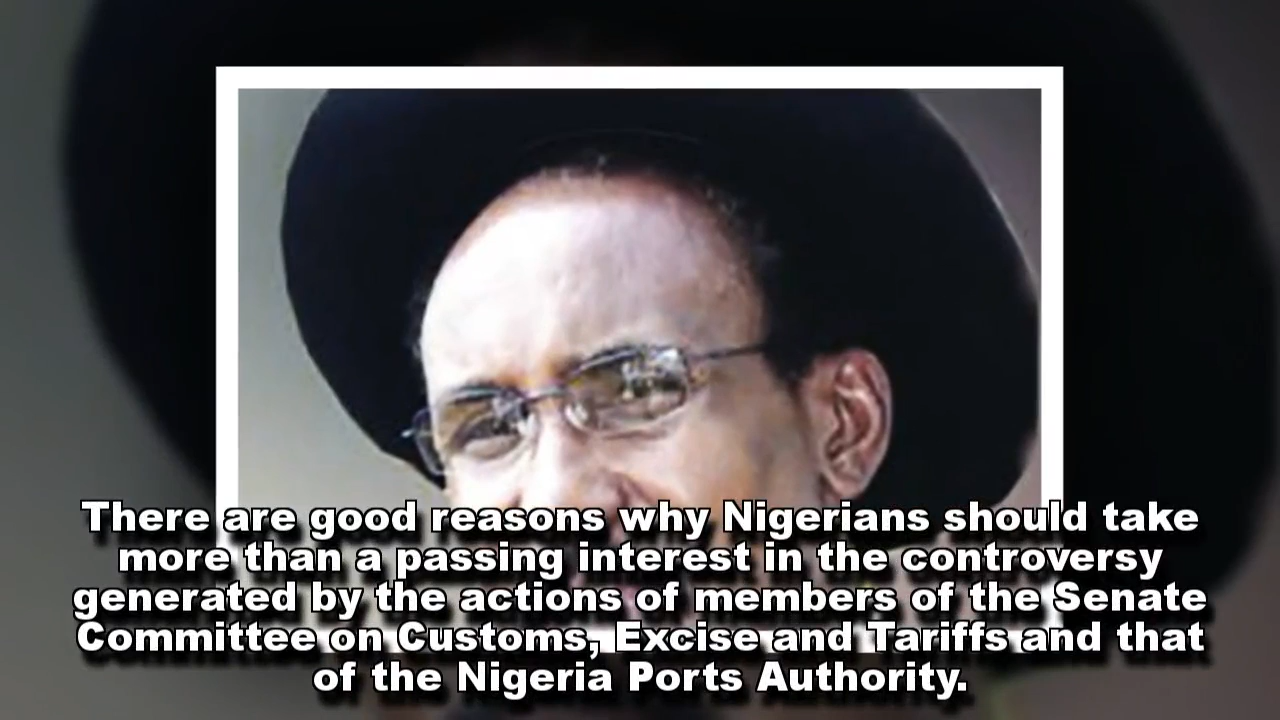 There are good reasons why Nigerians should take
more than a passing interest in the controversy
generated by the actions of members of the Senate
Committee on Customs, Excise and Tariffs and that
of the Nigeria Ports Authority.